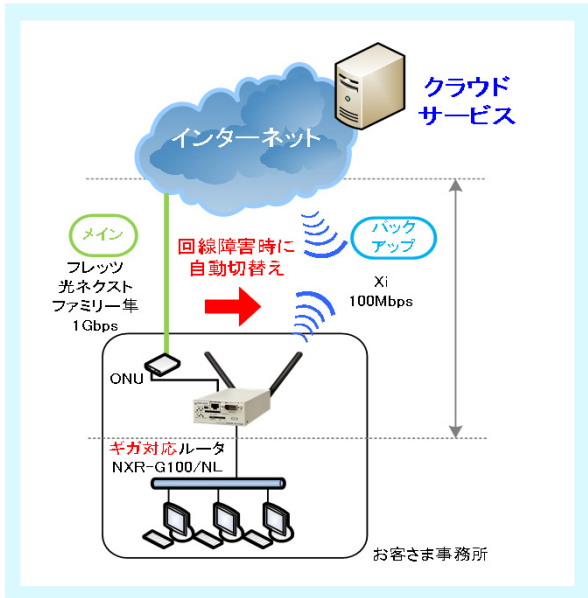 クラウド
サービス
インターネット
メイン
フレッツ
光ネクスト
ファミリー隼
1Gbps
回線障害時に
自動切替え
バック
アップ
Xi
100Mbps
ONU
ギガ対応ルータ
NXR-G100/NL
お客さま事務所